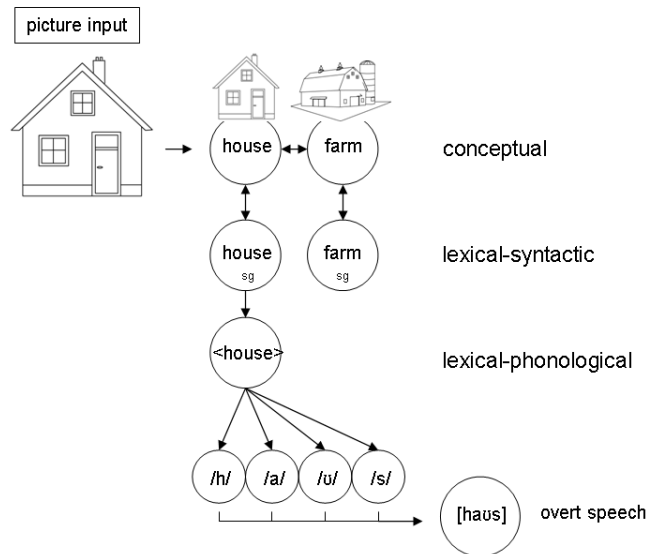 picture input
house
farm
conceptual
house
sg
farm
sg
lexical-syntactic
<house>
lexical-phonological
/h/
/a/
/ʊ/
/s/
[haʊs]
overt speech